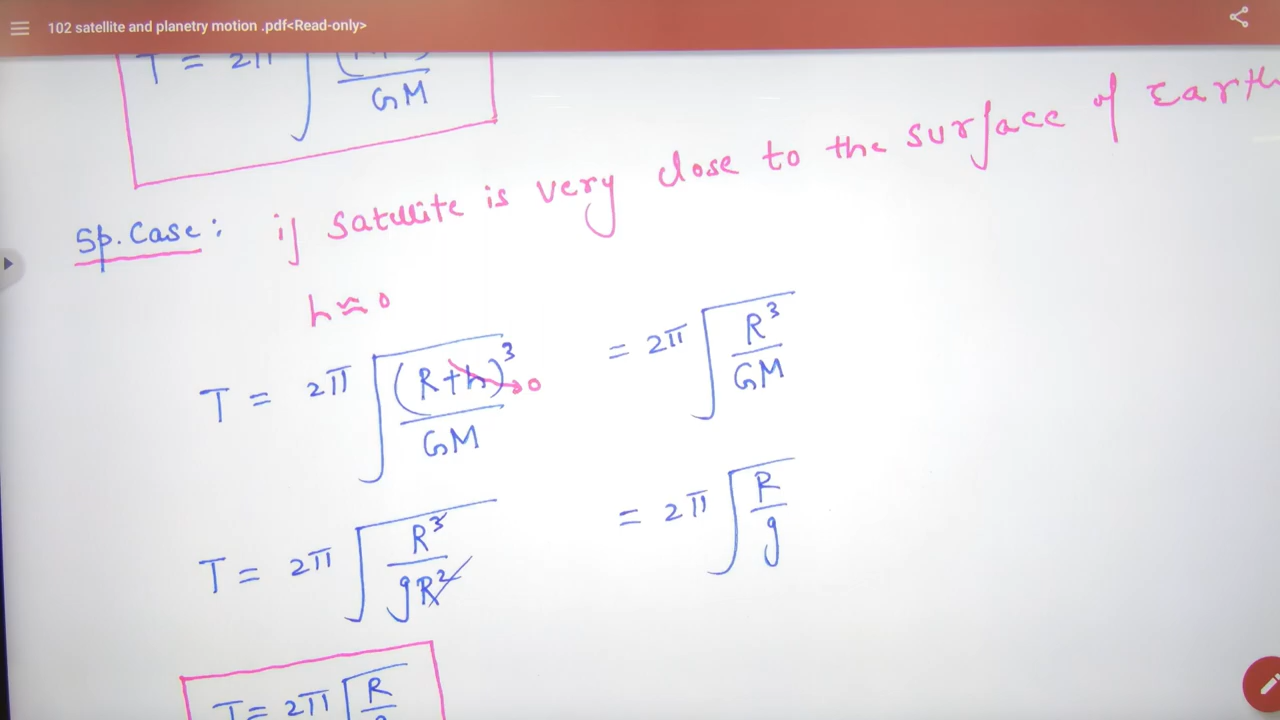 102 satellite and planetry motion .pdf<Read-only>
T = 2π √ GM
Sp. Case: if satellite is very close to the surface of Earth
h≈0
T = 2π √((R+h)³/GM) →0 = 2π √(R³/GM)
T = 2π √(R³/gR²) = 2π √(R/g)
T = 2π √(R/